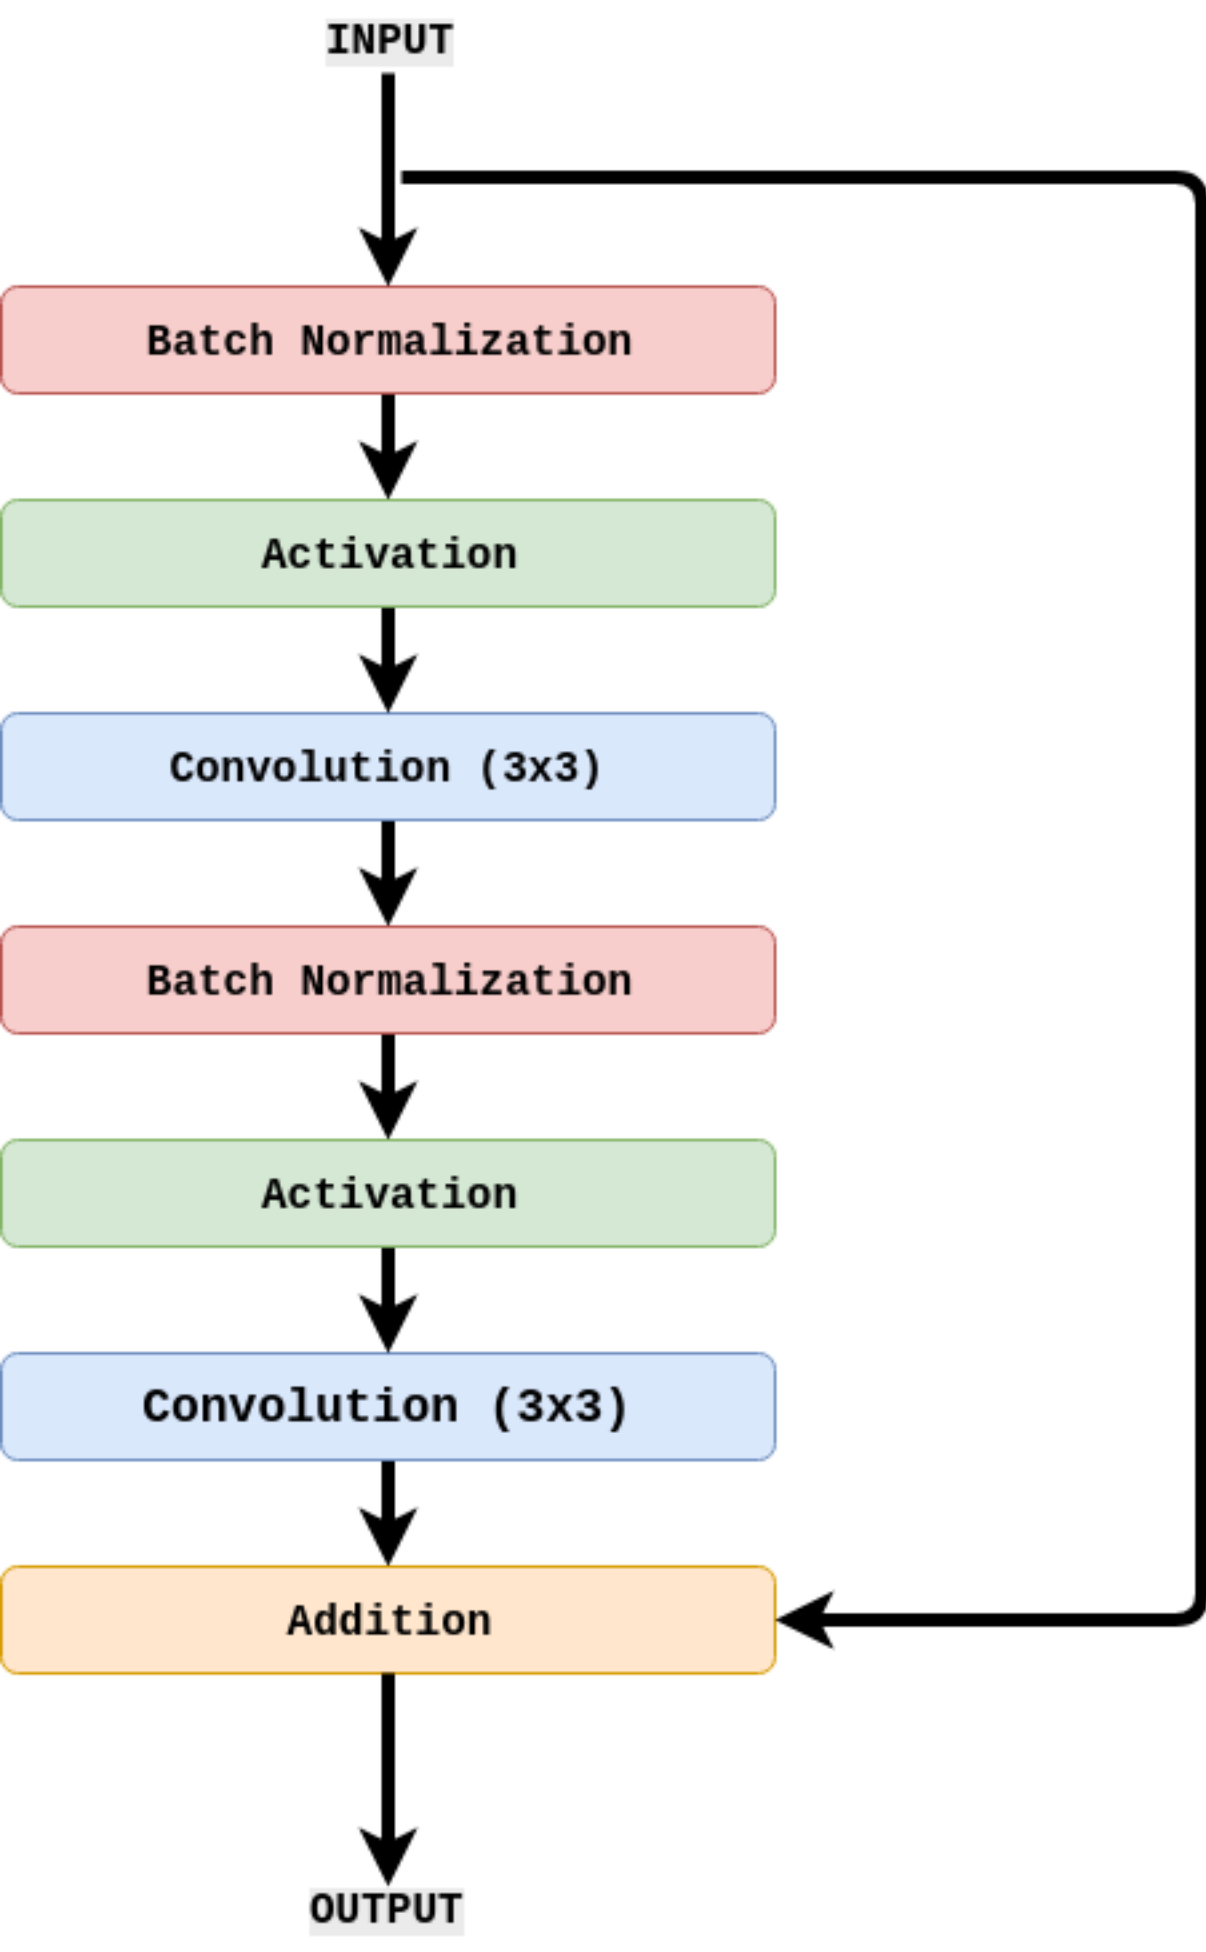 INPUT
Batch Normalization
Activation
Convolution (3x3)
Batch Normalization
Activation
Convolution (3x3)
Addition
OUTPUT